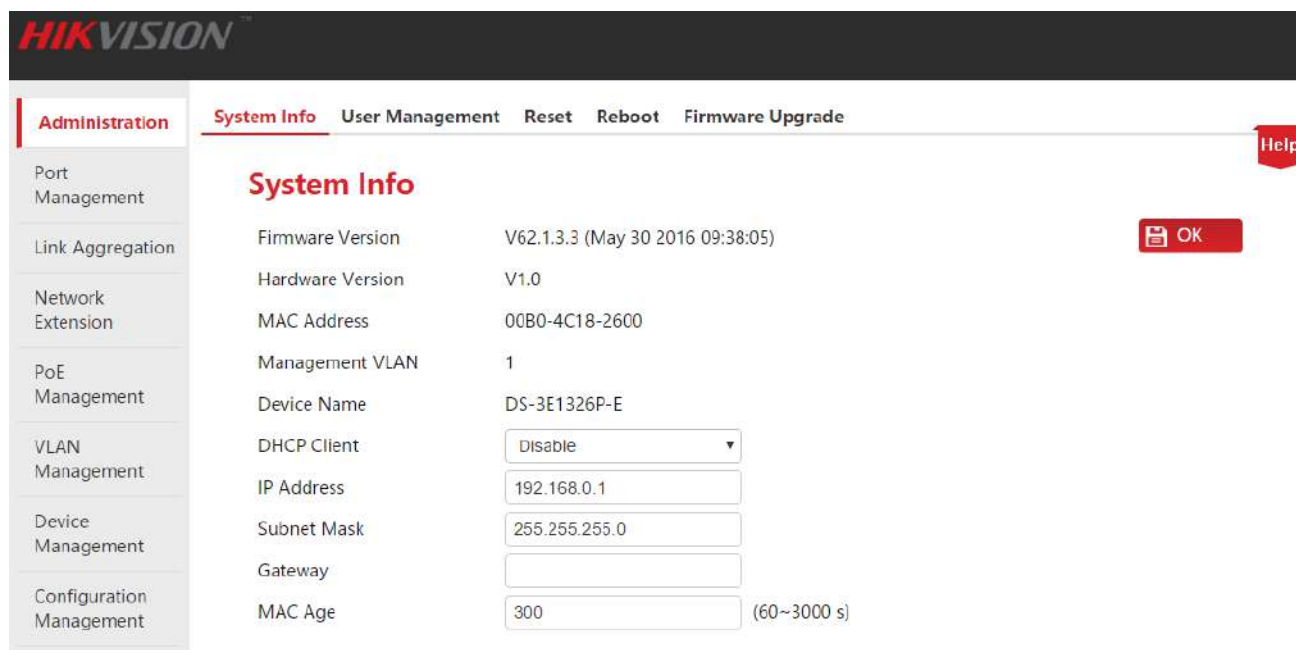 HIKVISION™
Administration
System Info User Management Reset Reboot Firmware Upgrade
Help
Port
Management
Link Aggregation
Network
Extension
PoE
Management
VLAN
Management
Device
Management
Configuration
Management
System Info
Firmware Version V62.1.3.3 (May 30 2016 09:38:05)
OK
Hardware Version V1.0
MAC Address 00B0-4C18-2600
Management VLAN 1
Device Name DS-3E1326P-E
DHCP Client Disable
IP Address 192.168.0.1
Subnet Mask 255.255.255.0
Gateway
MAC Age 300 (60~3000 s)